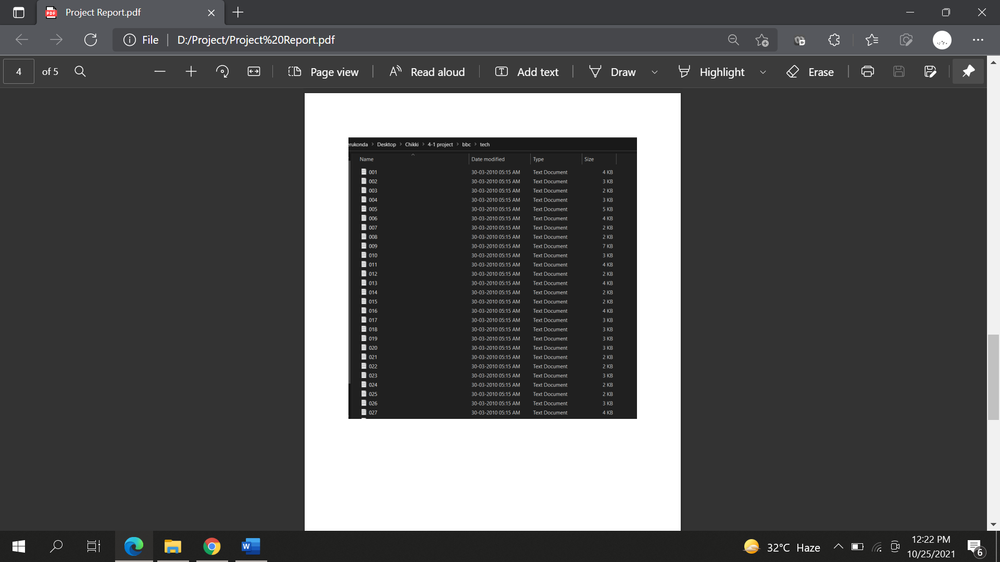 Project Report.pdf
File D:/Project/Project%20Report.pdf
4 of 5 Page view Read aloud Add text Draw Highlight Erase
Desktop > Chikki > 4-1 project > bbc > tech
Name Date modified Type Size
001 30-03-2010 05:15 AM Text Document 4 KB
002 30-03-2010 05:15 AM Text Document 3 KB
003 30-03-2010 05:15 AM Text Document 2 KB
004 30-03-2010 05:15 AM Text Document 3 KB
005 30-03-2010 05:15 AM Text Document 5 KB
006 30-03-2010 05:15 AM Text Document 4 KB
007 30-03-2010 05:15 AM Text Document 2 KB
008 30-03-2010 05:15 AM Text Document 2 KB
009 30-03-2010 05:15 AM Text Document 7 KB
010 30-03-2010 05:15 AM Text Document 3 KB
011 30-03-2010 05:15 AM Text Document 4 KB
012 30-03-2010 05:15 AM Text Document 2 KB
013 30-03-2010 05:15 AM Text Document 4 KB
014 30-03-2010 05:15 AM Text Document 2 KB
015 30-03-2010 05:15 AM Text Document 2 KB
016 30-03-2010 05:15 AM Text Document 4 KB
017 30-03-2010 05:15 AM Text Document 3 KB
018 30-03-2010 05:15 AM Text Document 3 KB
019 30-03-2010 05:15 AM Text Document 3 KB
020 30-03-2010 05:15 AM Text Document 3 KB
021 30-03-2010 05:15 AM Text Document 2 KB
022 30-03-2010 05:15 AM Text Document 2 KB
023 30-03-2010 05:15 AM Text Document 3 KB
024 30-03-2010 05:15 AM Text Document 2 KB
025 30-03-2010 05:15 AM Text Document 2 KB
026 30-03-2010 05:15 AM Text Document 3 KB
027 30-03-2010 05:15 AM Text Document 4 KB
32°C Haze
12:22 PM
10/25/2021
6